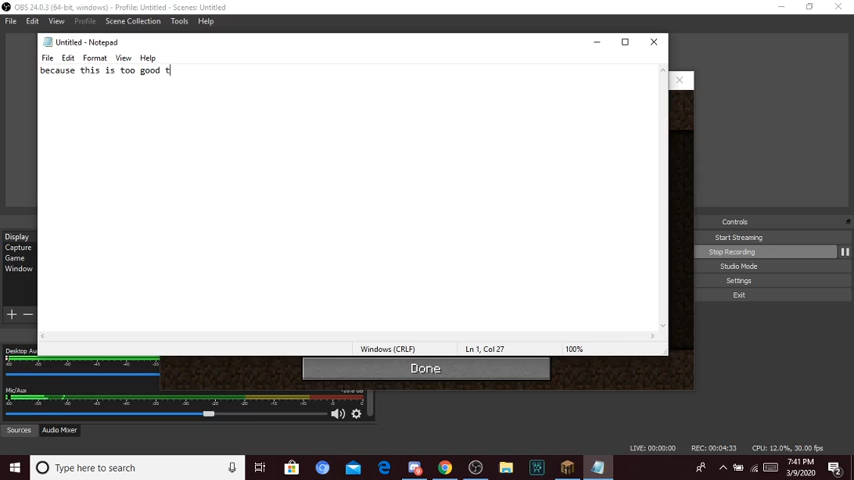 OBS 24.0.3 (64-bit, windows) - Profile: Untitled - Scenes: Untitled
File Edit View Profile Scene Collection Tools Help
Untitled - Notepad
File Edit Format View Help
because this is too good t
Controls
Start Streaming
Stop Recording
Studio Mode
Settings
Exit
Display
Capture
Game
Window
Windows (CRLF) Ln 1, Col 27 100%
Done
Desktop Au
Mic/Aux
Sources Audio Mixer
LIVE: 00:00:00 REC: 00:04:33 CPU: 12.0%, 30.00 fps
Type here to search
7:41 PM
3/9/2020
2